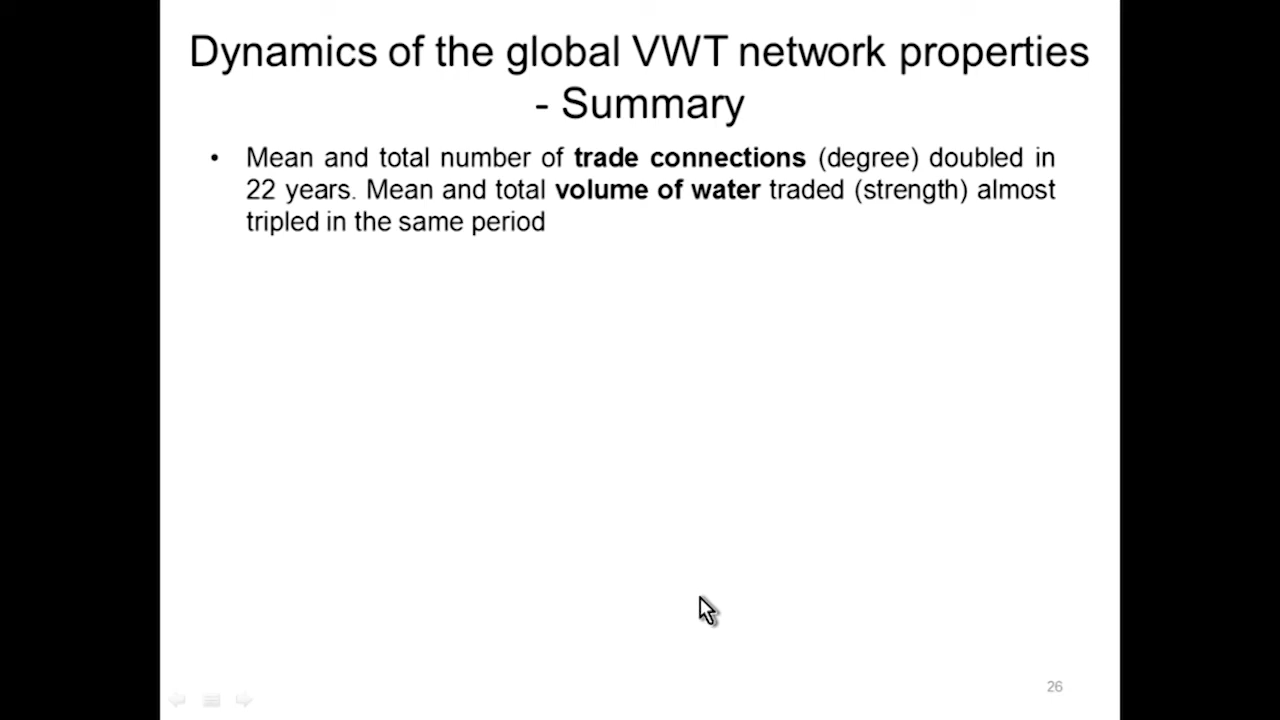 Dynamics of the global VWT network properties
- Summary
• Mean and total number of trade connections (degree) doubled in
22 years. Mean and total volume of water traded (strength) almost
tripled in the same period
26